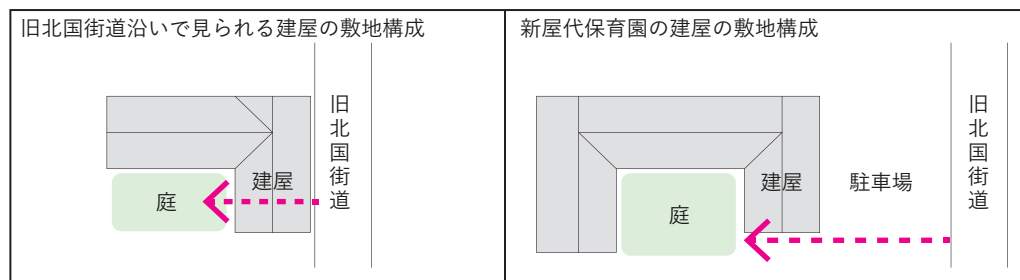 旧北国街道沿いで見られる建屋の敷地構成
旧北国街道
建屋
庭
新屋代保育園の建屋の敷地構成
旧北国街道
建屋
駐車場
庭